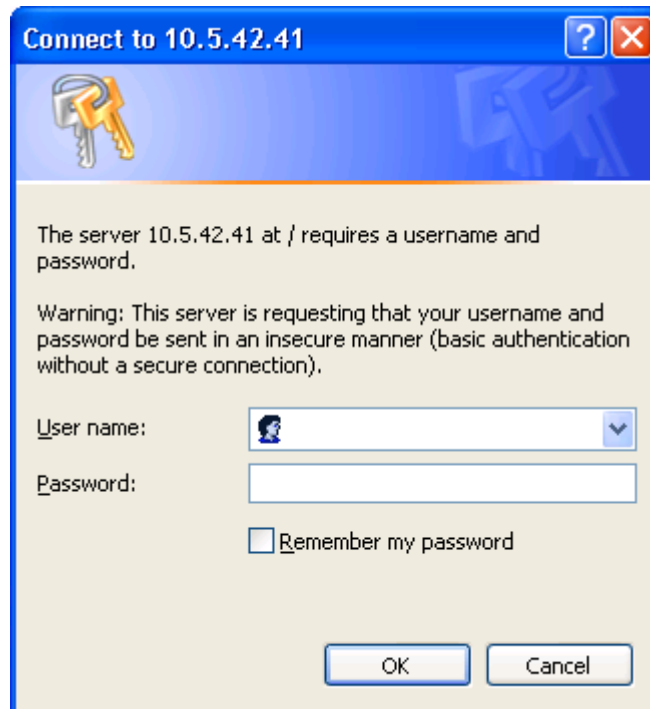 Connect to 10.5.42.41
?
The server 10.5.42.41 at / requires a username and
password.
Warning: This server is requesting that your username and
password be sent in an insecure manner (basic authentication
without a secure connection).
User name:
Password:
Remember my password
OK
Cancel